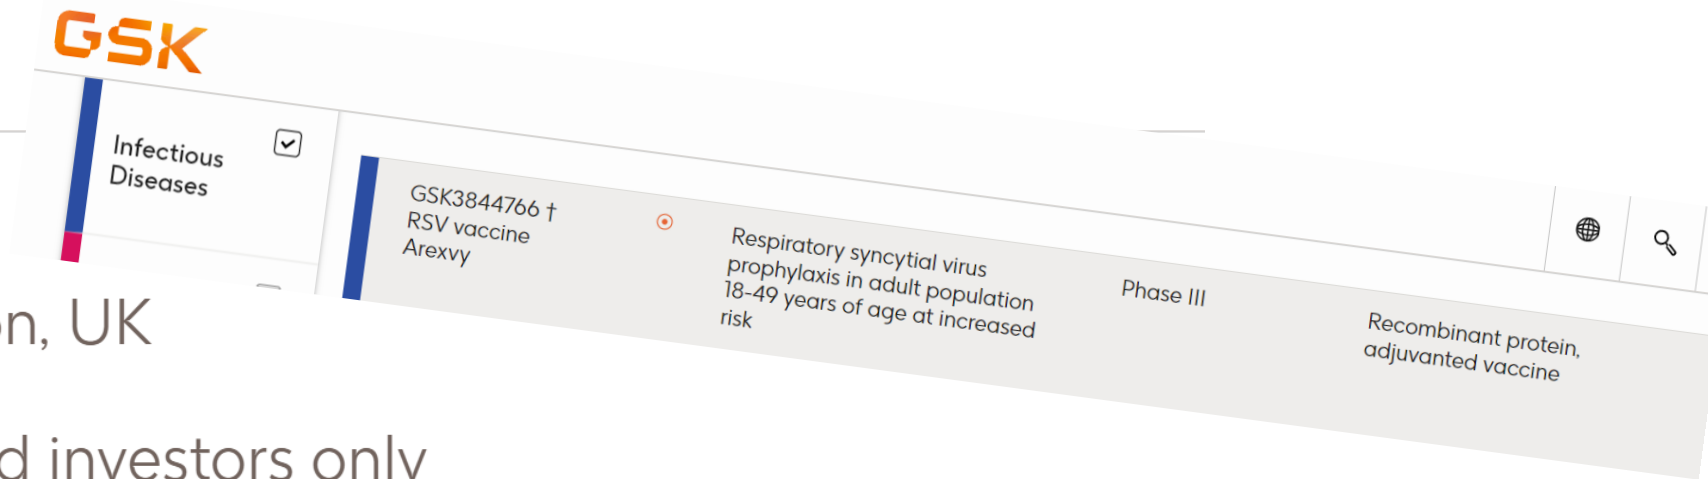 GSK
Infectious
Diseases
GSK3844766 †
RSV vaccine
Arexvy
Respiratory syncytial virus
prophylaxis in adult population
18-49 years of age at increased
risk
Phase III
Recombinant protein,
adjuvanted vaccine
n, UK
investors only